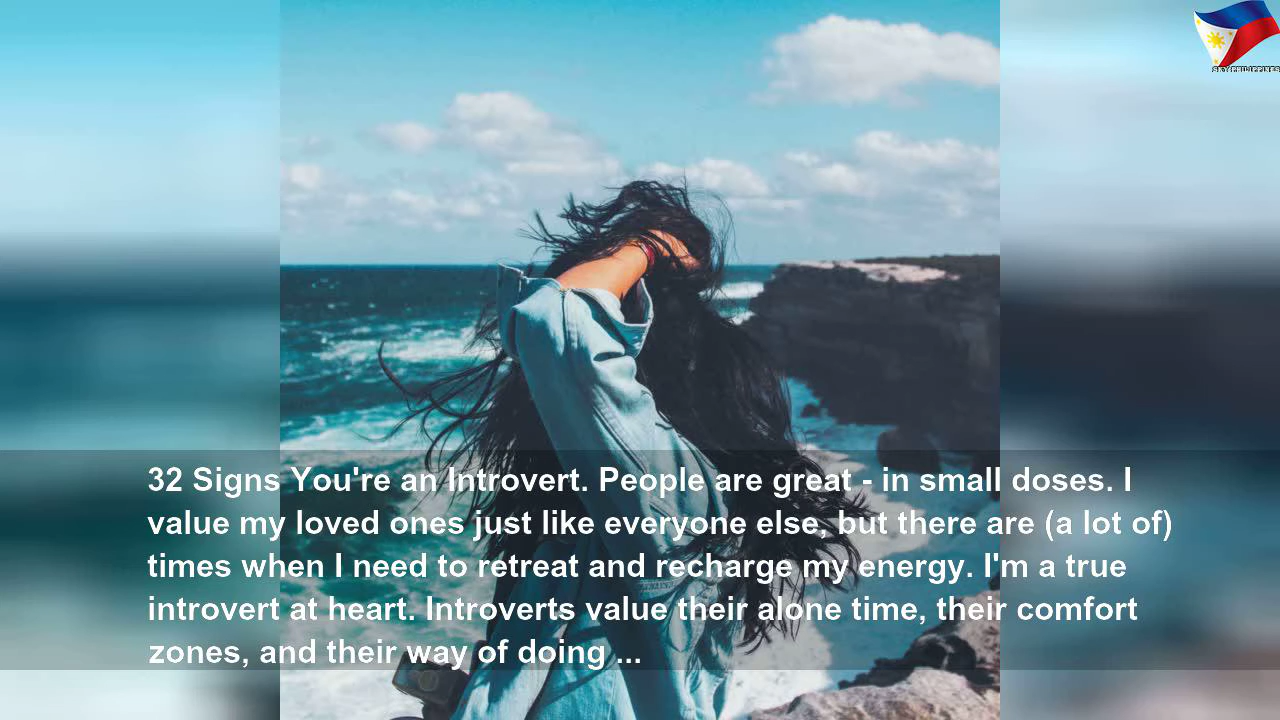 SKYPHILIPPINES
32 Signs You're an Introvert. People are great - in small doses. I
value my loved ones just like everyone else, but there are (a lot of)
times when I need to retreat and recharge my energy. I'm a true
introvert at heart. Introverts value their alone time, their comfort
zones, and their way of doing ...